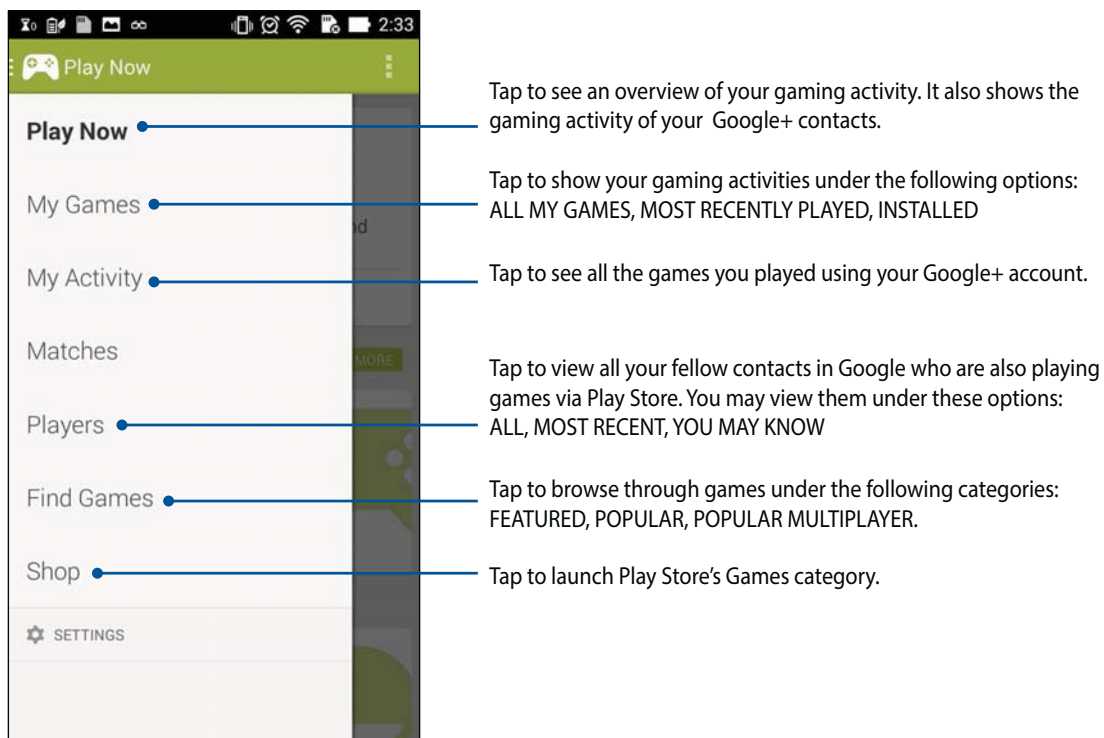 2:33
Play Now
Play Now
My Games
My Activity
Matches
Players
Find Games
Shop
SETTINGS
nd
MORE
Tap to see an overview of your gaming activity. It also shows the
gaming activity of your Google+ contacts.
Tap to show your gaming activities under the following options:
ALL MY GAMES, MOST RECENTLY PLAYED, INSTALLED
Tap to see all the games you played using your Google+ account.
Tap to view all your fellow contacts in Google who are also playing
games via Play Store. You may view them under these options:
ALL, MOST RECENT, YOU MAY KNOW
Tap to browse through games under the following categories:
FEATURED, POPULAR, POPULAR MULTIPLAYER.
Tap to launch Play Store’s Games category.